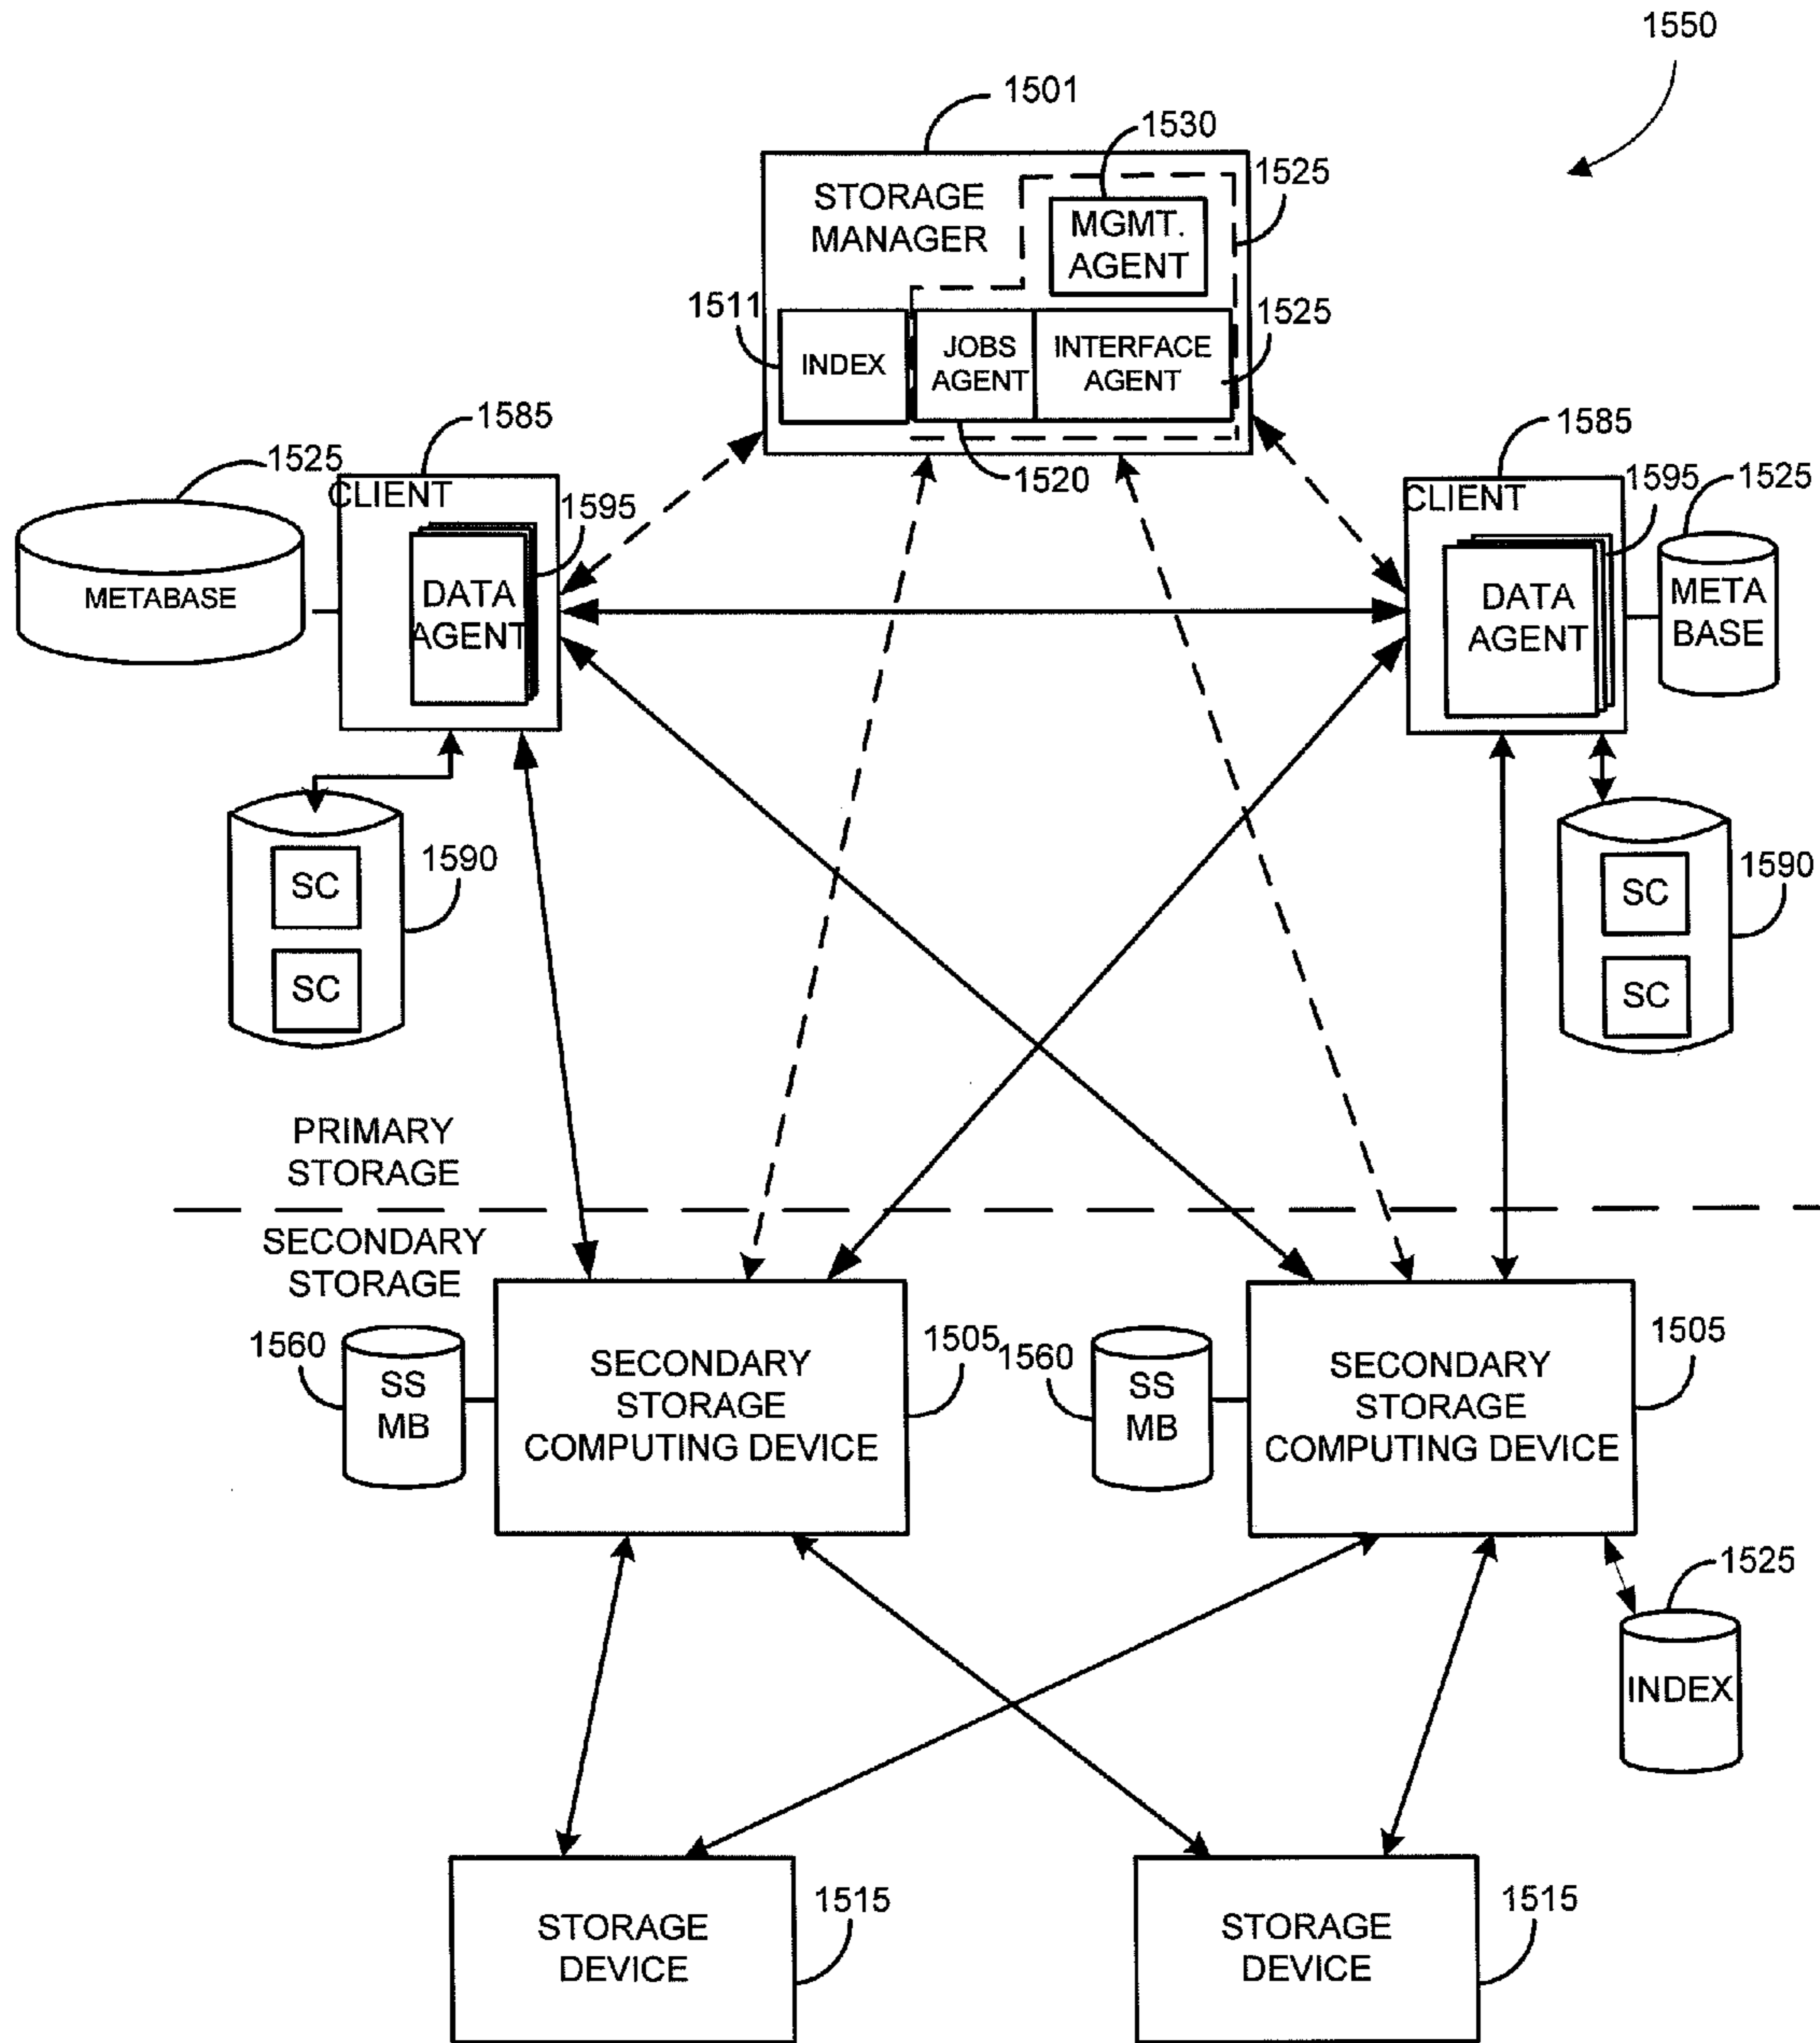 1550
1501
1530
1525
STORAGE
MANAGER
MGMT.
AGENT
1511
1525
INDEX
JOBS
AGENT
INTERFACE
AGENT
1520
1585
1525
CLIENT
1595
METABASE
DATA
AGENT
1585
CLIENT
1595
1525
DATA
AGENT
META
BASE
1590
SC
SC
1590
SC
SC
PRIMARY
STORAGE
SECONDARY
STORAGE
1560
SS
MB
SECONDARY
STORAGE
COMPUTING DEVICE
1505
1560
SS
MB
SECONDARY
STORAGE
COMPUTING DEVICE
1505
1525
INDEX
STORAGE
DEVICE
1515
STORAGE
DEVICE
1515